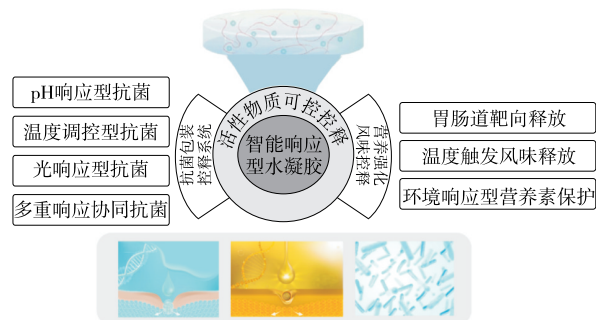 pH响应型抗菌
温度调控型抗菌
光响应型抗菌
多重响应协同抗菌
抗菌包装
控释系统
活性物质可控控释
智能响应
型水凝胶
营养强化
风味控释
胃肠道靶向释放
温度触发风味释放
环境响应型营养素保护